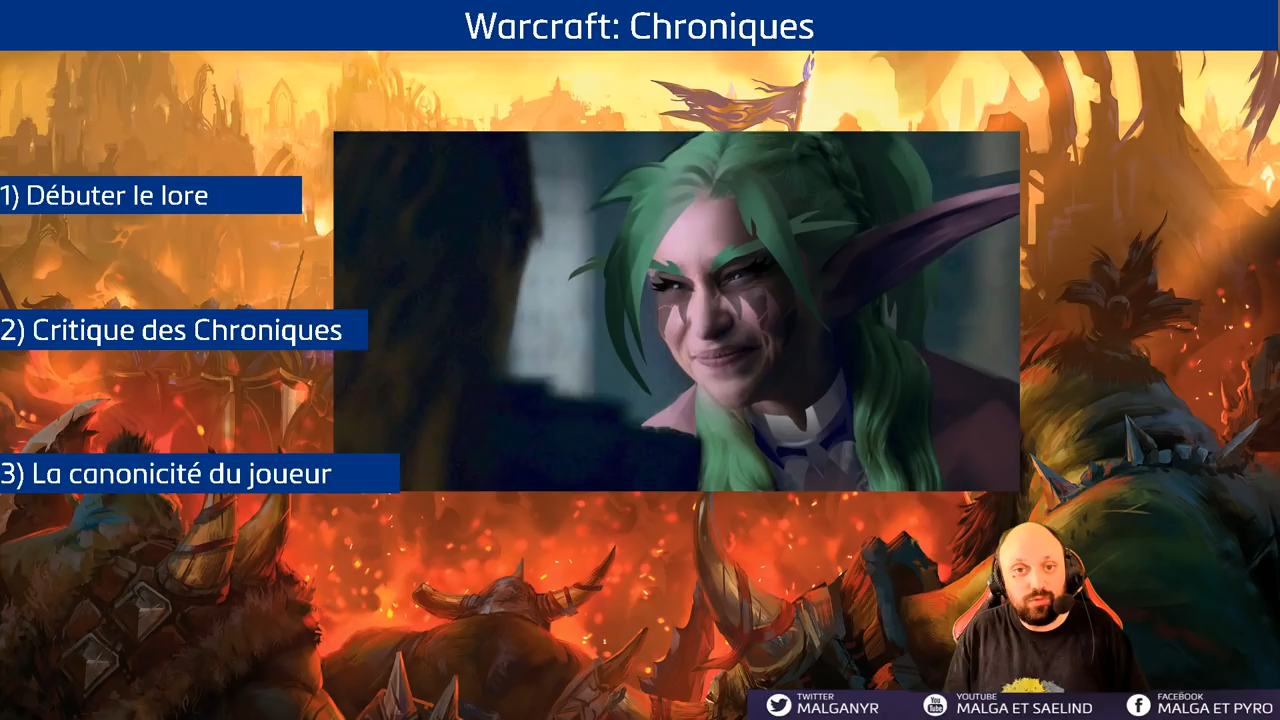 Warcraft: Chroniques
1) Débuter le lore
2) Critique des Chroniques
3) La canonicité du joueur
TWITTER
MALGANYR
YOUTUBE
MALGA ET SAELIND
FACEBOOK
MALGA ET PYRO